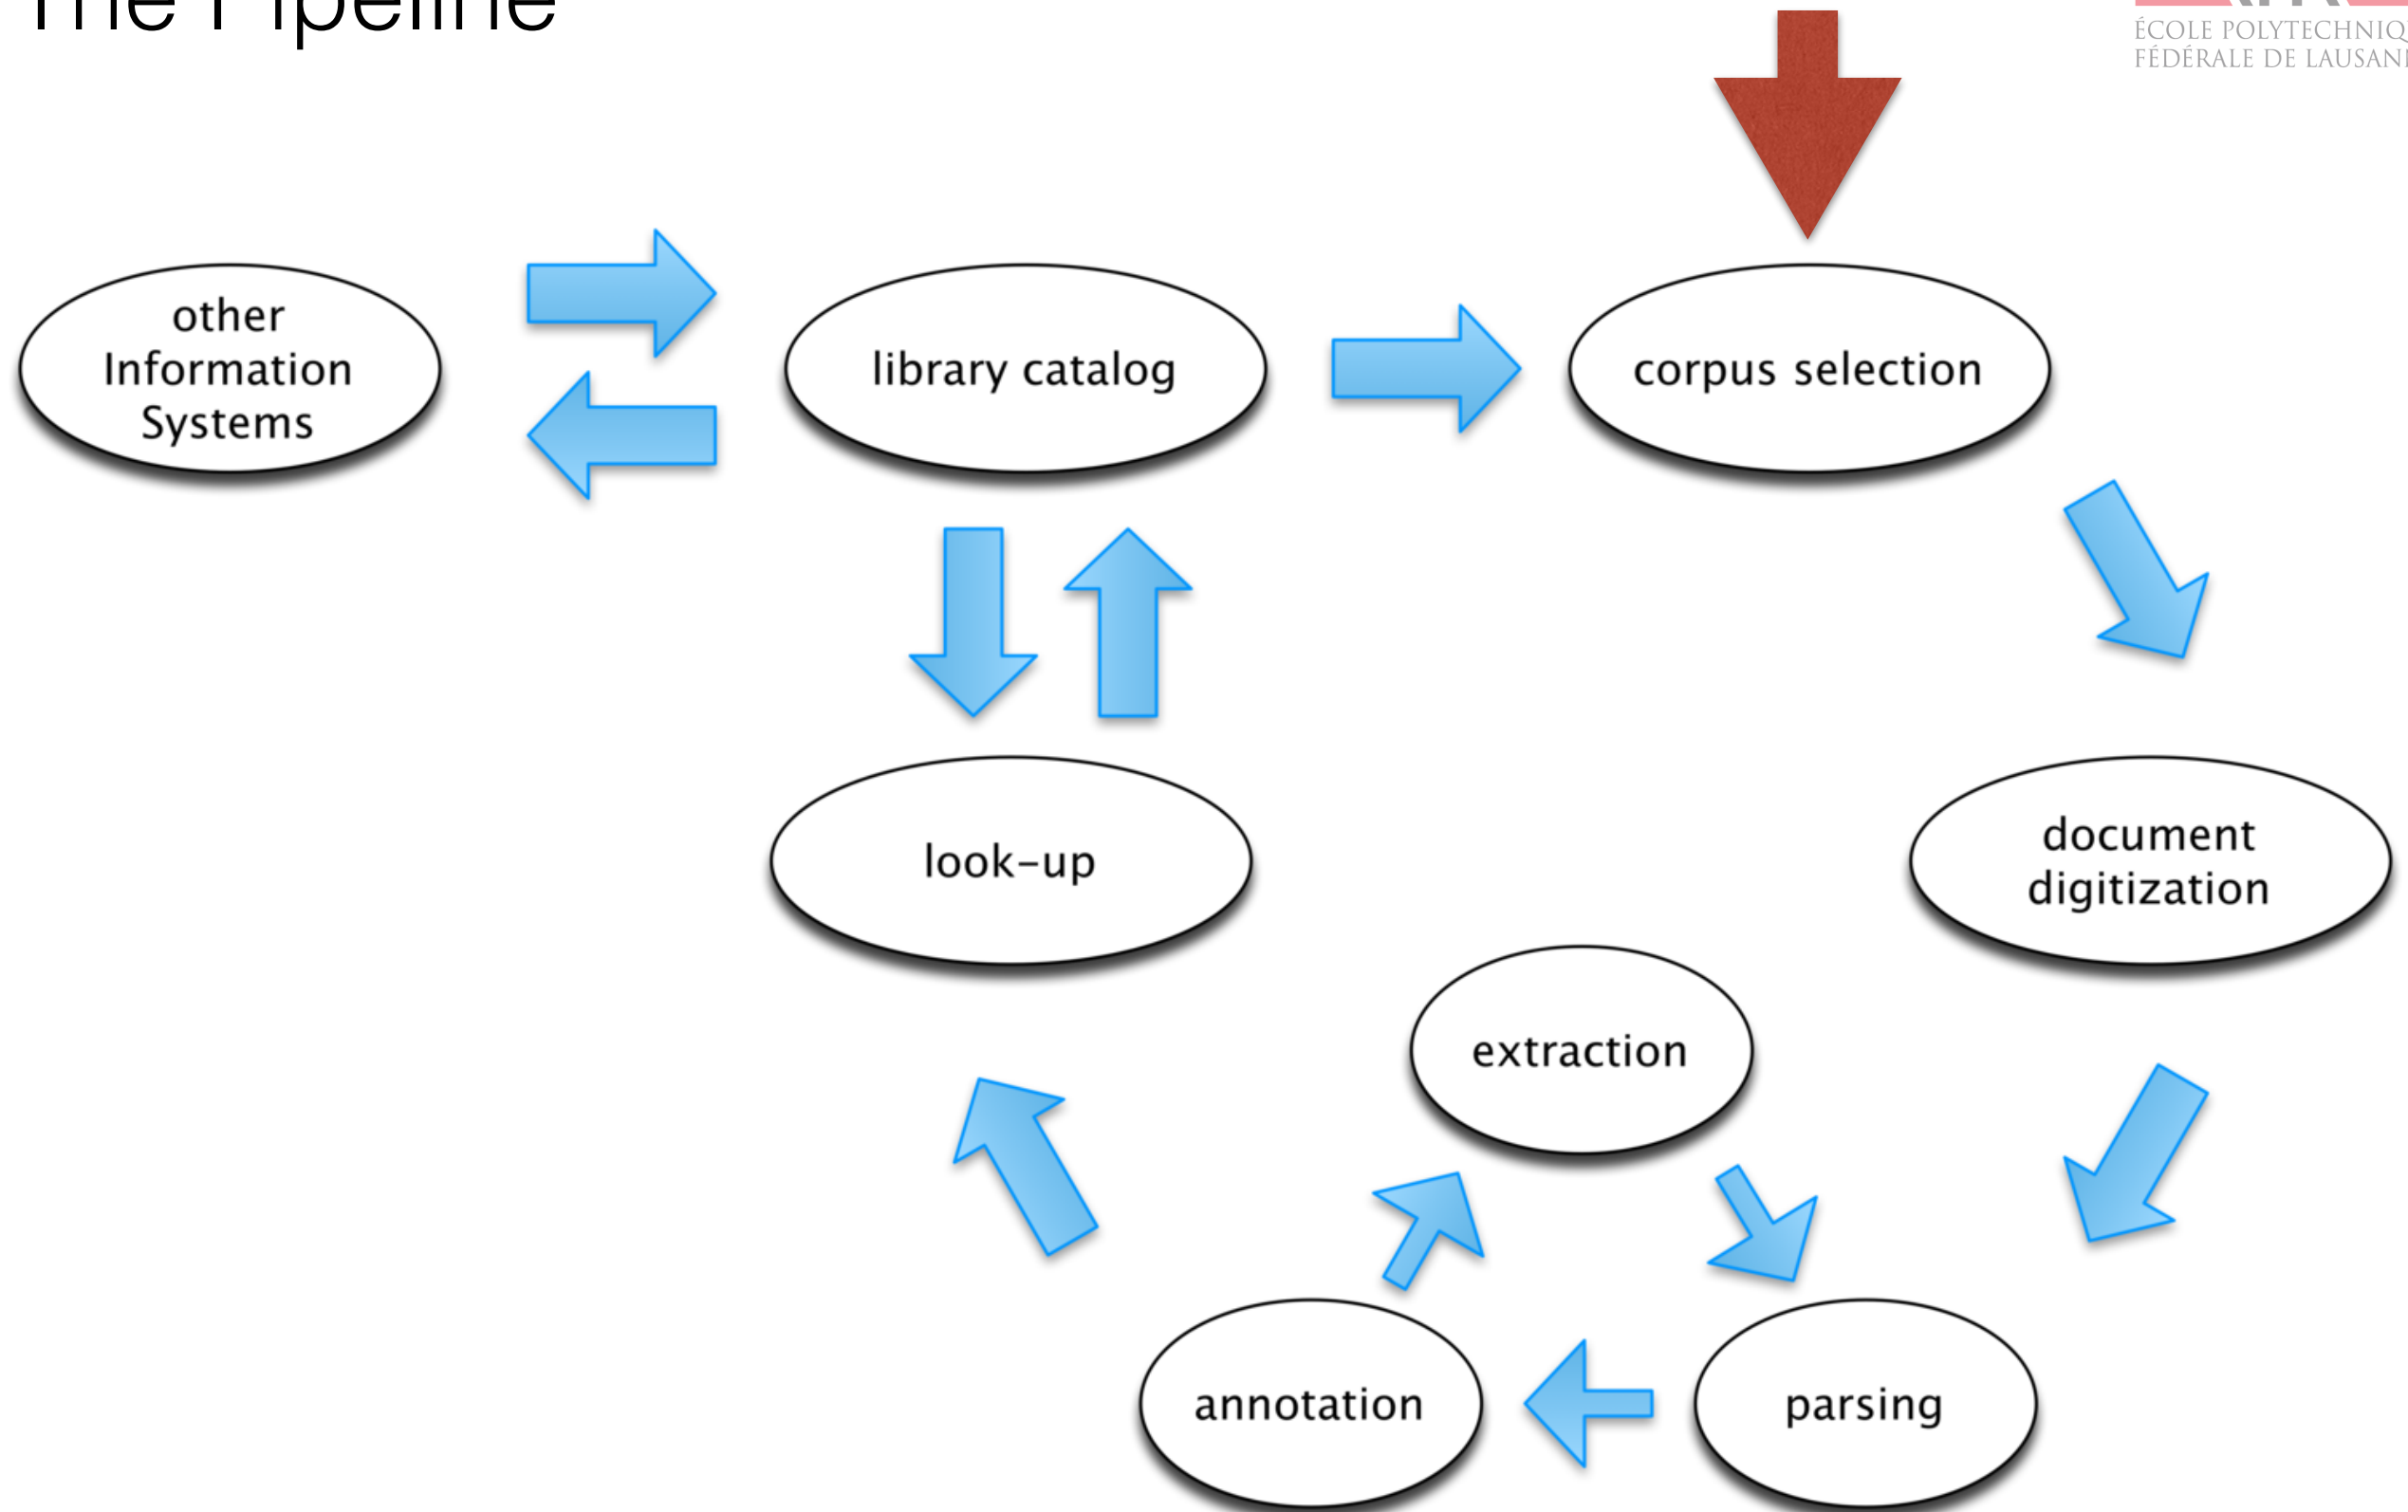 The Pipeline
ÉCOLE POLYTECHNIQ
FÉDÉRALE DE LAUSANN
other
Information
Systems
library catalog
corpus selection
look-up
document
digitization
extraction
annotation
parsing